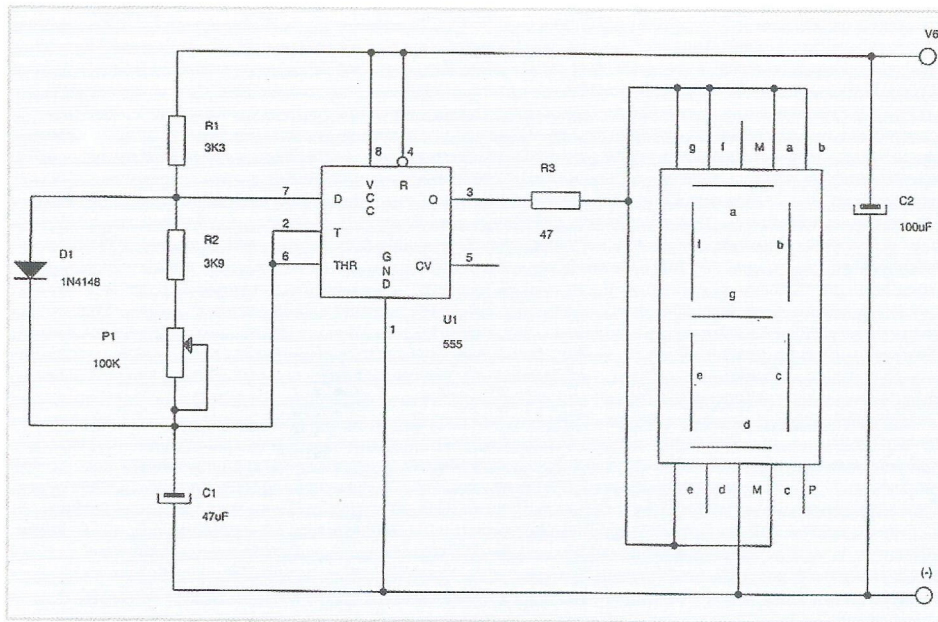 V6
R1
3K3
8
4
g
f
M
a
b
R3
7
D
V
C
C
R
Q
3
C2
100uF
R2
3K9
2
T
47
D1
1N4148
6
THR
G
N
D
CV
5
a
f
b
g
P1
100K
1
U1
555
e
c
d
C1
47uF
e
d
M
c
P
(-)